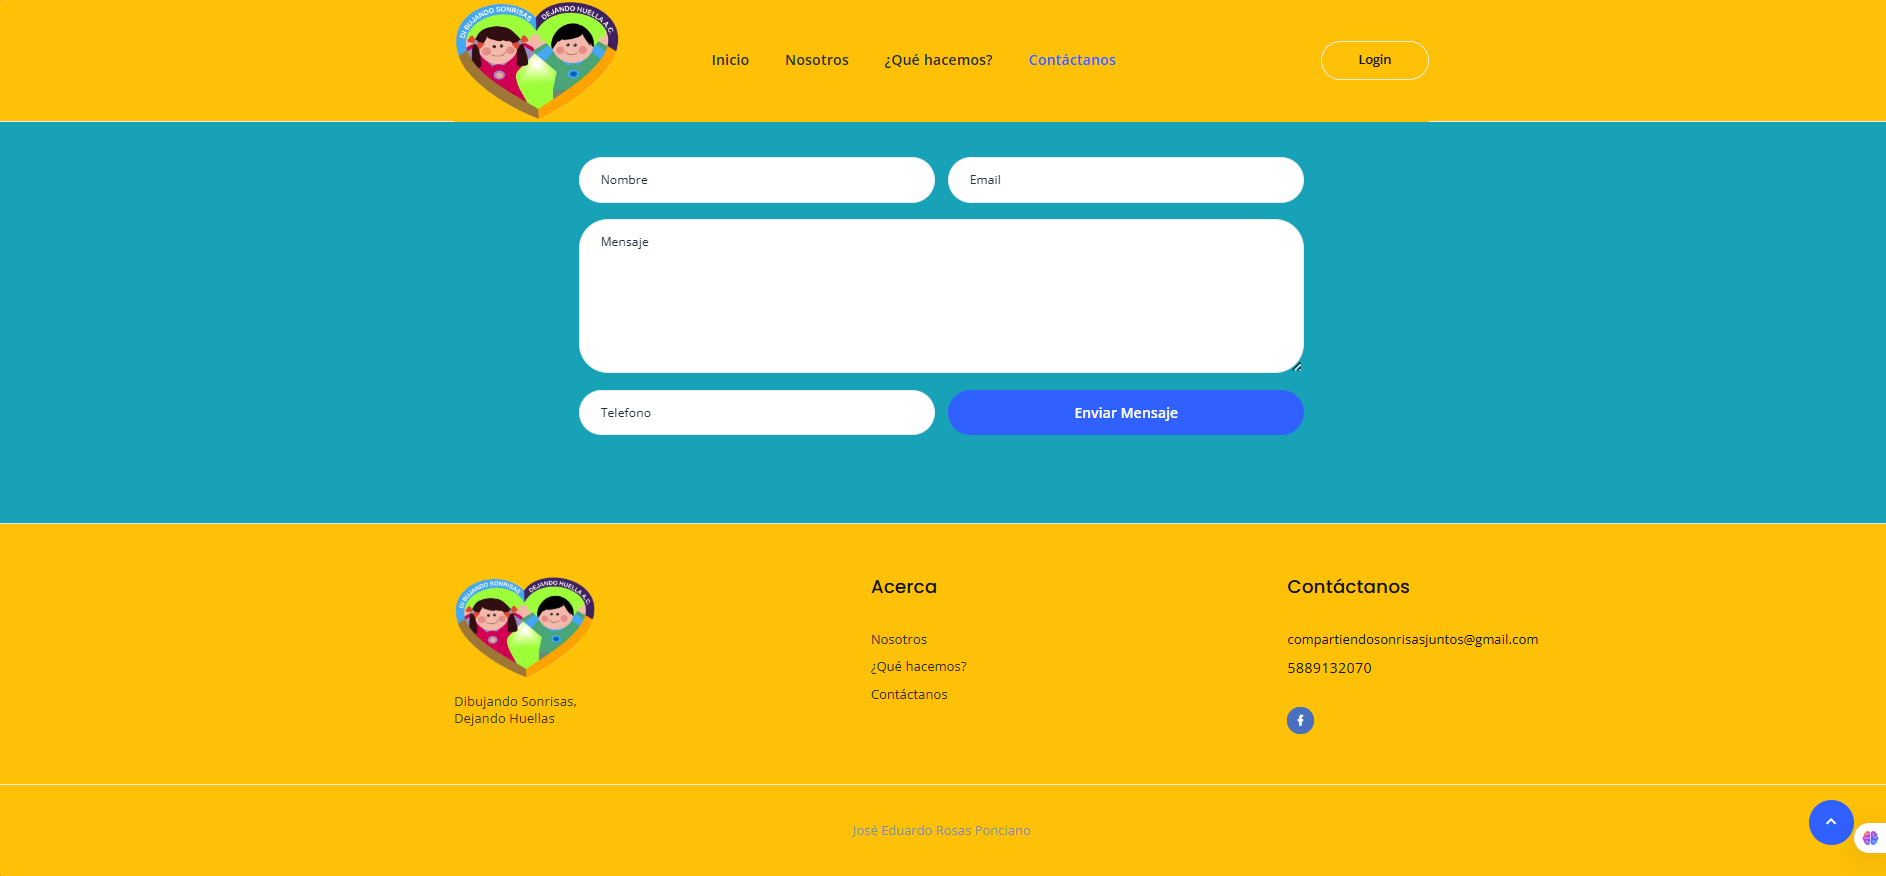 DIBUJANDO SONRISAS DEJANDO HUELLA A.C.
Inicio Nosotros ¿Qué hacemos? Contáctanos Login
Nombre Email
Mensaje
Telefono Enviar Mensaje
DIBUJANDO SONRISAS DEJANDO HUELLA A.C.
Dibujando Sonrisas,
Dejando Huellas
Acerca
Nosotros
¿Qué hacemos?
Contáctanos
Contáctanos
compartiendosonrisasjuntos@gmail.com
5889132070
José Eduardo Rosas Ponciano